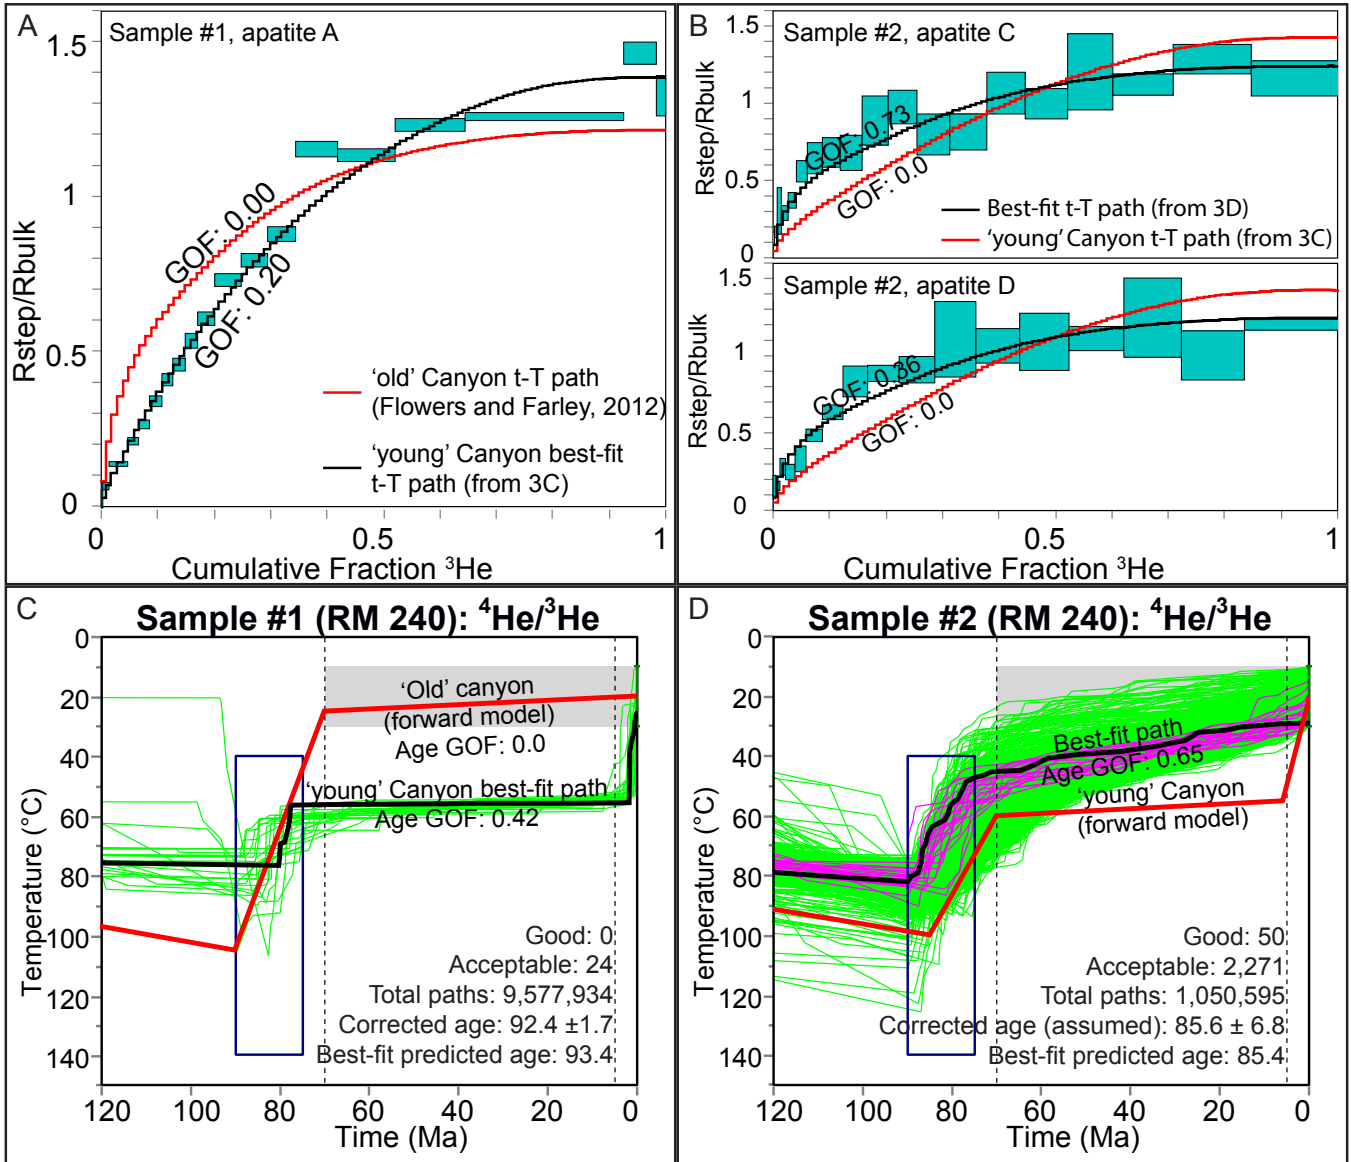 A
Sample #1, apatite A
1.5
1
0.5
0
Rstep/Rbulk
GOF: 0.00
GOF: 0.20
'old' Canyon t-T path
(Flowers and Farley, 2012)
'young' Canyon best-fit
t-T path (from 3C)
0
0.5
1
Cumulative Fraction ³He
B
Sample #2, apatite C
1.5
1
0.5
0
Rstep/Rbulk
GOF: 0.73
GOF: 0.0
Best-fit t-T path (from 3D)
'young' Canyon t-T path (from 3C)
Sample #2, apatite D
1.5
1
0.5
0
Rstep/Rbulk
GOF: 0.36
GOF: 0.0
0
0.5
1
Cumulative Fraction ³He
C
Sample #1 (RM 240): ⁴He/³He
0
20
40
60
80
100
120
140
Temperature (°C)
'Old' canyon
(forward model)
Age GOF: 0.0
'young' Canyon best-fit path
Age GOF: 0.42
Good: 0
Acceptable: 24
Total paths: 9,577,934
Corrected age: 92.4 ±1.7
Best-fit predicted age: 93.4
120
100
80
60
40
20
0
Time (Ma)
D
Sample #2 (RM 240): ⁴He/³He
0
20
40
60
80
100
120
140
Temperature (°C)
Best-fit path
Age GOF: 0.65
'young' Canyon
(forward model)
Good: 50
Acceptable: 2,271
Total paths: 1,050,595
Corrected age (assumed): 85.6 ± 6.8
Best-fit predicted age: 85.4
120
100
80
60
40
20
0
Time (Ma)